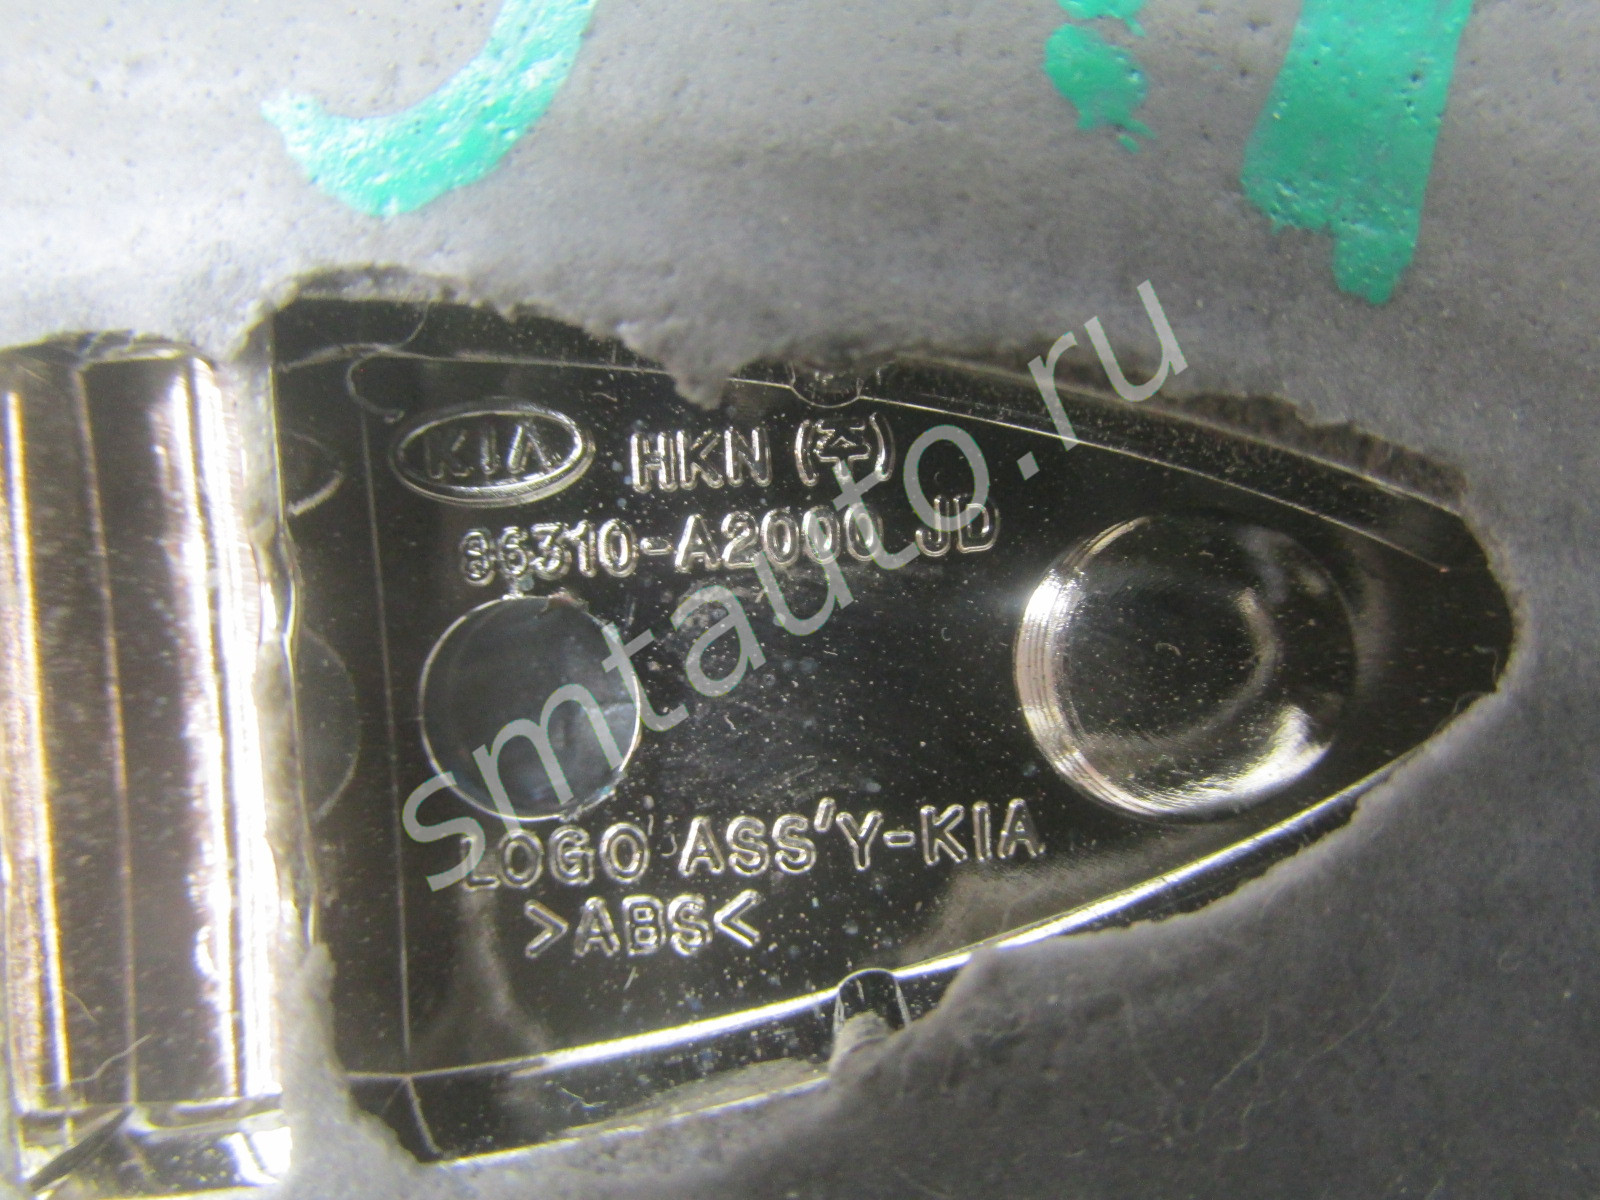 KIA HKN
86310-A2000 JD
LOGO ASS'Y-KIA
>ABS<
smtauto.ru